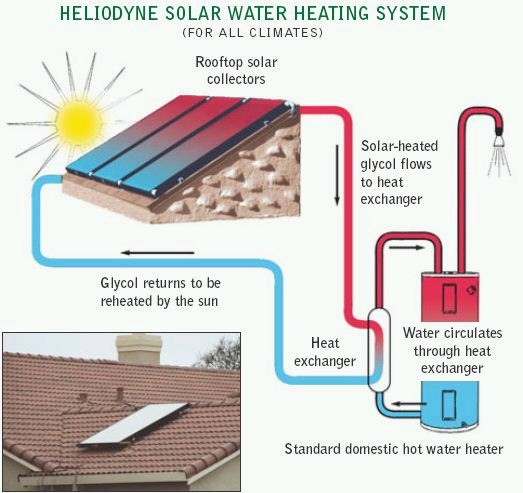 HELIODYNE SOLAR WATER HEATING SYSTEM
(FOR ALL CLIMATES)
Rooftop solar
collectors
Solar-heated
glycol flows
to heat
exchanger
Glycol returns to be
reheated by the sun
Heat
exchanger
Water circulates
through heat
exchanger
Standard domestic hot water heater